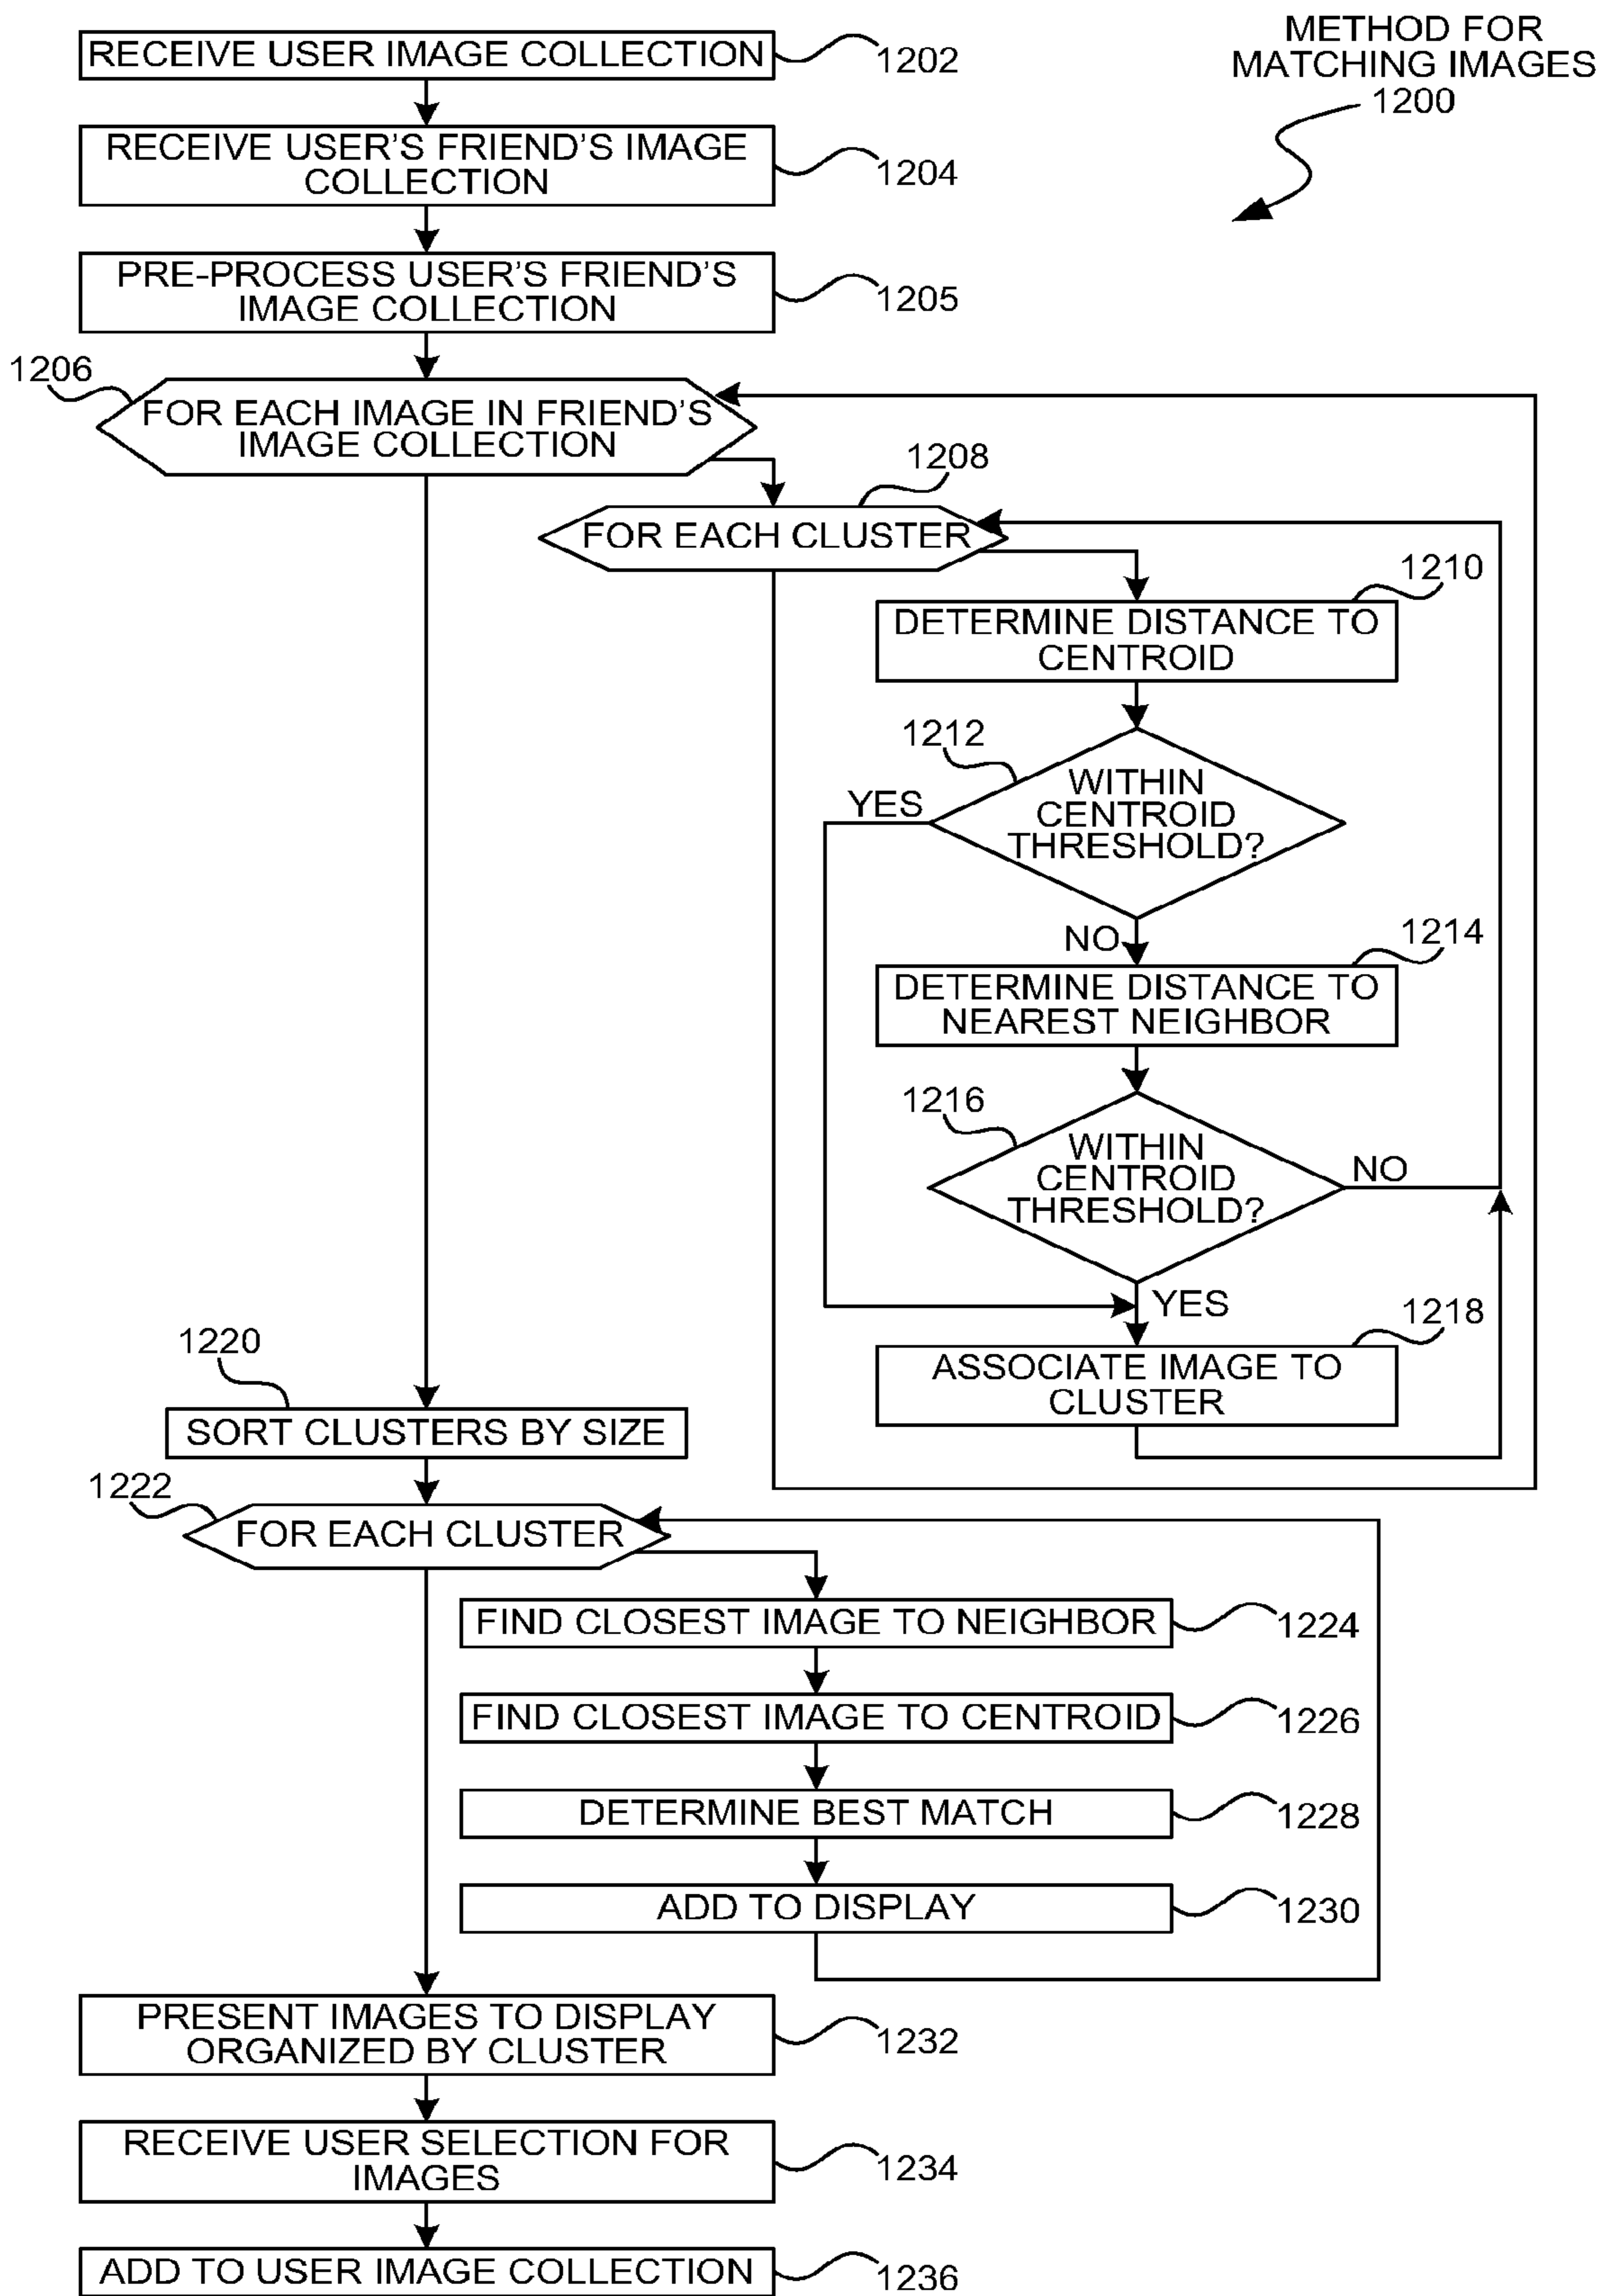 METHOD FOR
MATCHING IMAGES
1200
RECEIVE USER IMAGE COLLECTION
1202
RECEIVE USER'S FRIEND'S IMAGE
COLLECTION
1204
PRE-PROCESS USER'S FRIEND'S
IMAGE COLLECTION
1205
1206
FOR EACH IMAGE IN FRIEND'S
IMAGE COLLECTION
1208
FOR EACH CLUSTER
1210
DETERMINE DISTANCE TO
CENTROID
1212
WITHIN
CENTROID
THRESHOLD?
YES
NO
1214
DETERMINE DISTANCE TO
NEAREST NEIGHBOR
1216
WITHIN
CENTROID
THRESHOLD?
NO
YES
1218
ASSOCIATE IMAGE TO
CLUSTER
1220
SORT CLUSTERS BY SIZE
1222
FOR EACH CLUSTER
FIND CLOSEST IMAGE TO NEIGHBOR
1224
FIND CLOSEST IMAGE TO CENTROID
1226
DETERMINE BEST MATCH
1228
ADD TO DISPLAY
1230
PRESENT IMAGES TO DISPLAY
ORGANIZED BY CLUSTER
1232
RECEIVE USER SELECTION FOR
IMAGES
1234
ADD TO USER IMAGE COLLECTION
1236